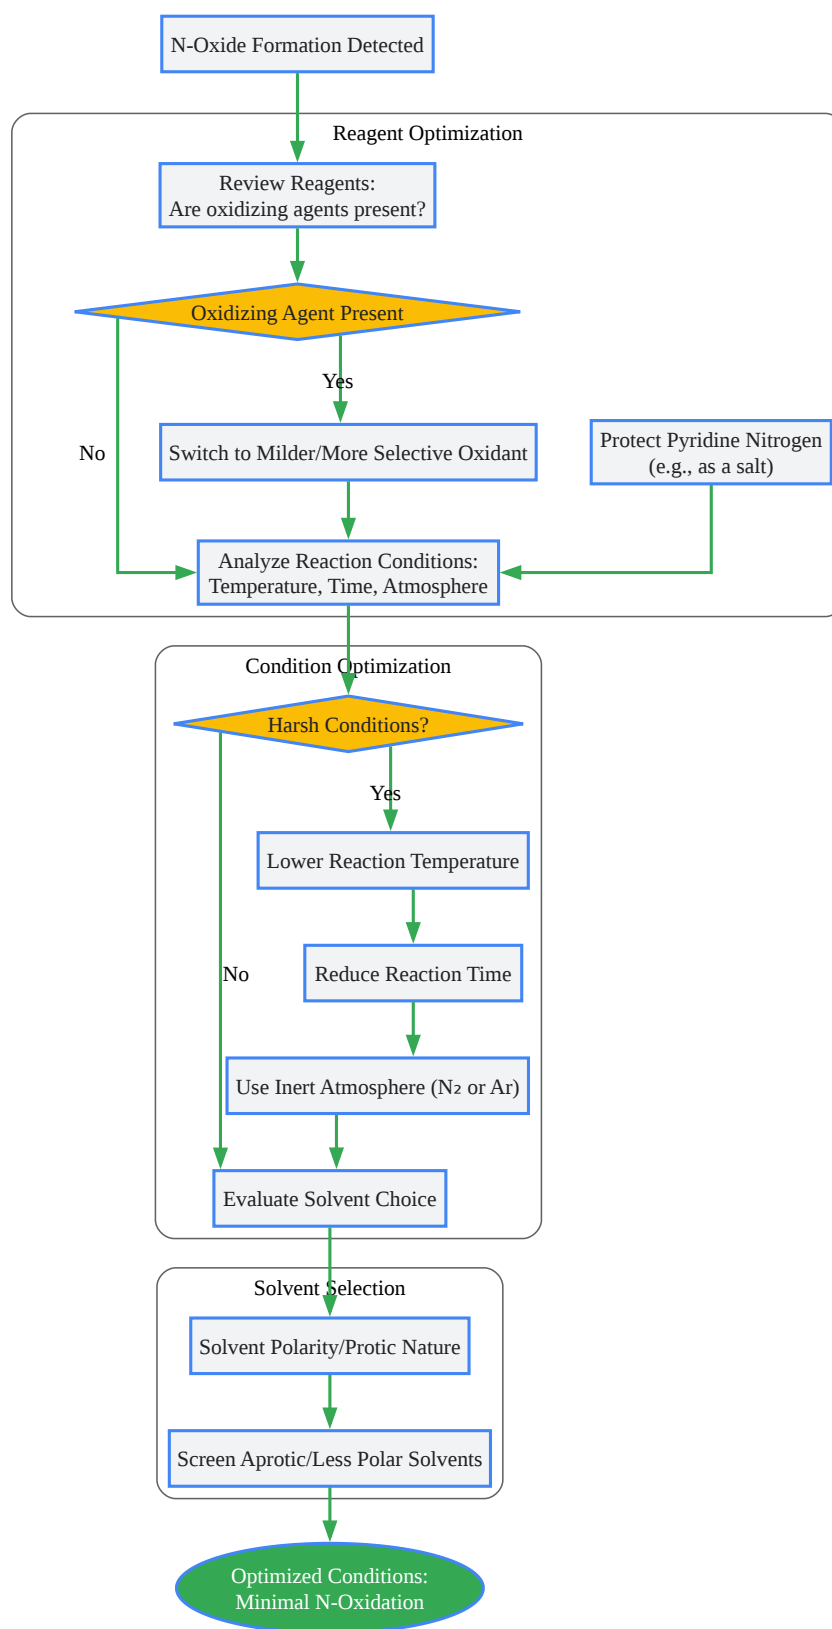 N-Oxide Formation Detected
Reagent Optimization
Review Reagents:
Are oxidizing agents present?
Oxidizing Agent Present
Yes
No
Switch to Milder/More Selective Oxidant
Protect Pyridine Nitrogen
(e.g., as a salt)
Analyze Reaction Conditions:
Temperature, Time, Atmosphere
Condition Optimization
Harsh Conditions?
Yes
Lower Reaction Temperature
No
Reduce Reaction Time
Use Inert Atmosphere (N₂ or Ar)
Evaluate Solvent Choice
Solvent Selection
Solvent Polarity/Protic Nature
Screen Aprotic/Less Polar Solvents
Optimized Conditions:
Minimal N-Oxidation